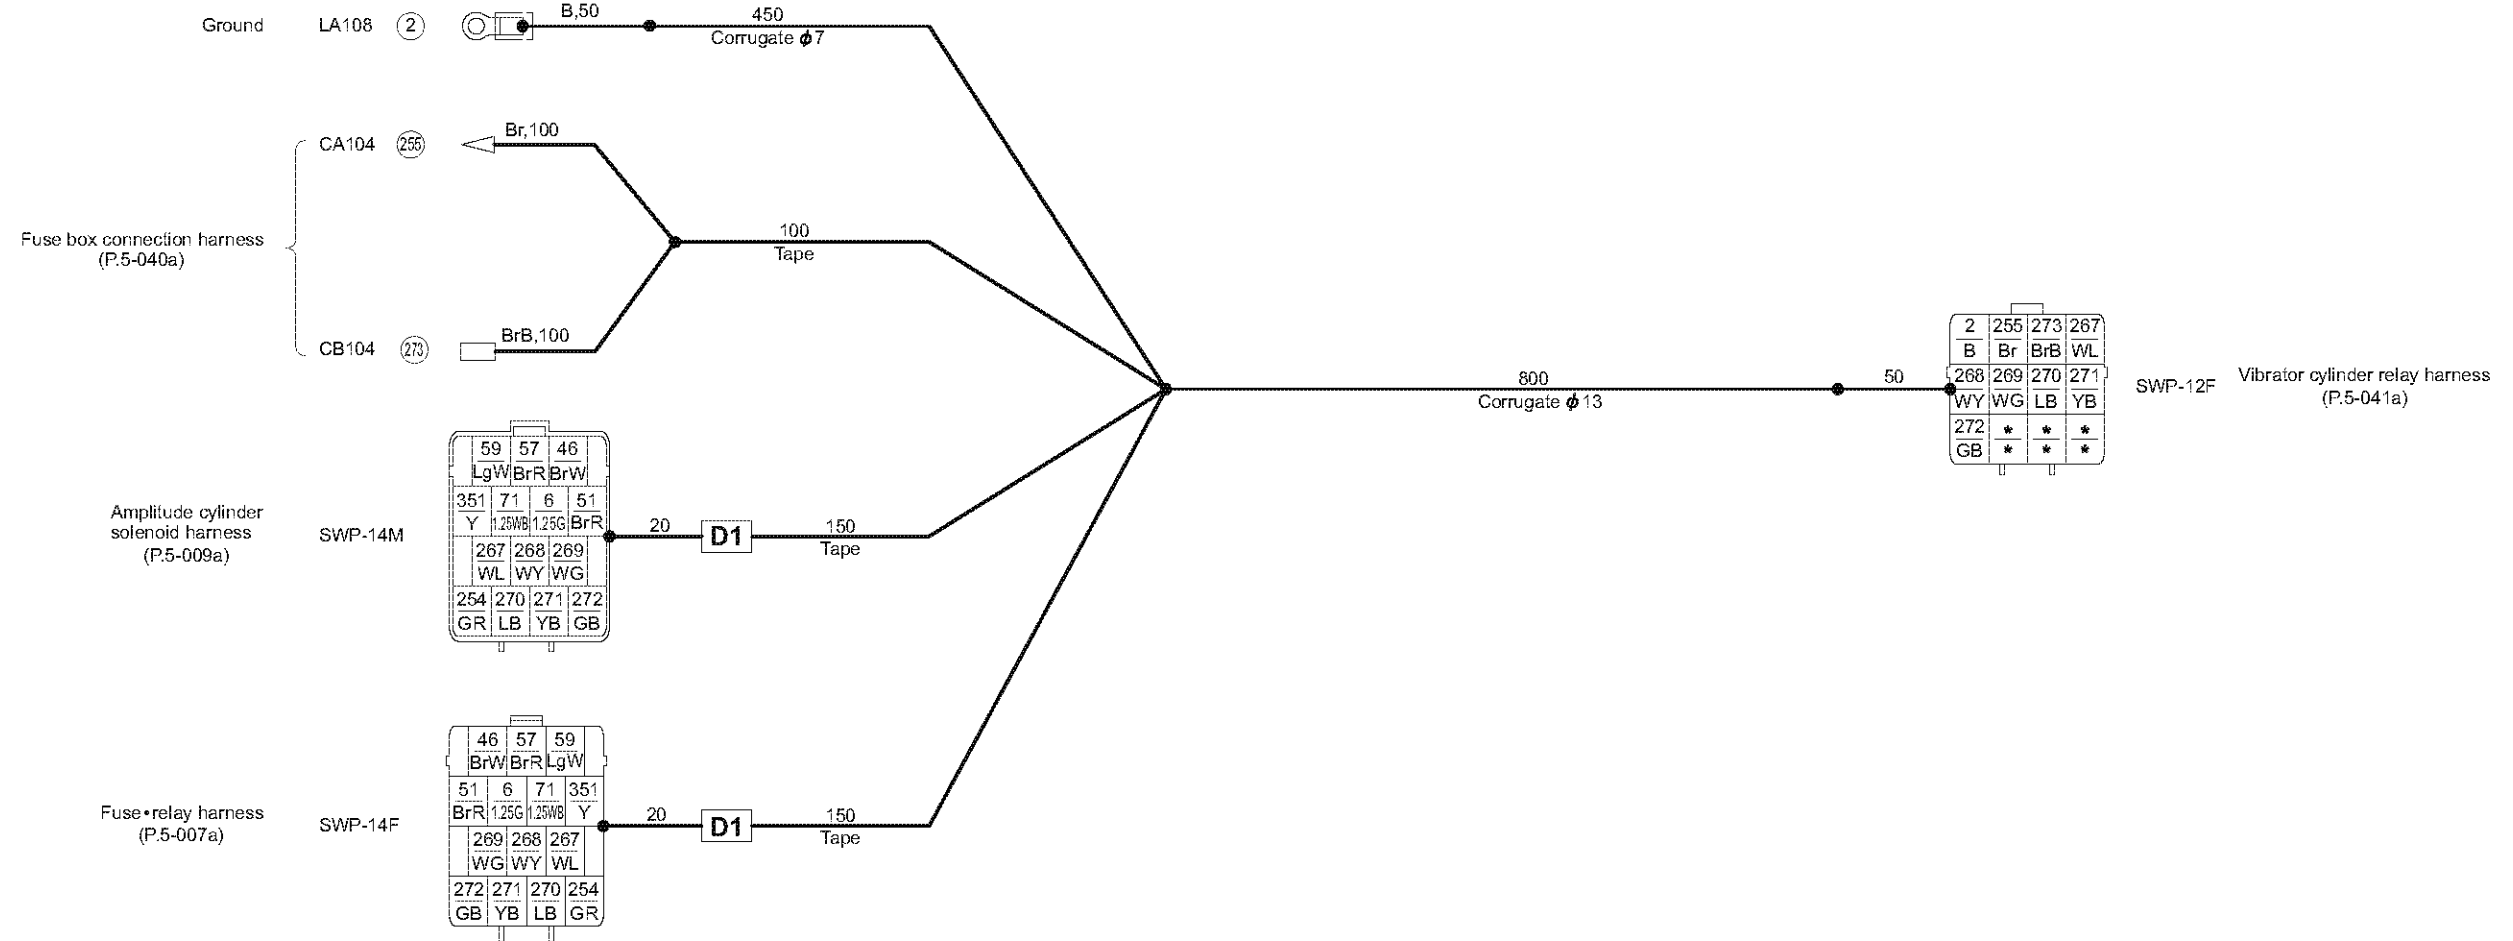 Ground LA108 2 B,50 450
Corrugate ϕ7
CA104 255 Br,100
Fuse box connection harness
(P.5-040a)
100
Tape
CB104 273 BrB,100
Amplitude cylinder
solenoid harness
(P.5-009a)
SWP-14M
59 57 46
LgW BrR BrW
351 71 6 51
Y 1.25WB 1.25G BrR
267 268 269
WL WY WG
254 270 271 272
GR LB YB GB
20 D1 150
Tape
Fuse•relay harness
(P.5-007a)
SWP-14F
46 57 59
BrW BrR LgW
51 6 71 351
BrR 1.25G 1.25WB Y
269 268 267
WG WY WL
272 271 270 254
GB YB LB GR
20 D1 150
Tape
800
Corrugate ϕ13
50
2 255 273 267
B Br BrB WL
268 269 270 271
WY WG LB YB
272 * * *
GB * * *
SWP-12F
Vibrator cylinder relay harness
(P.5-041a)